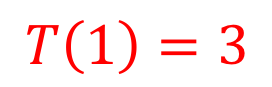 T(1) = 3